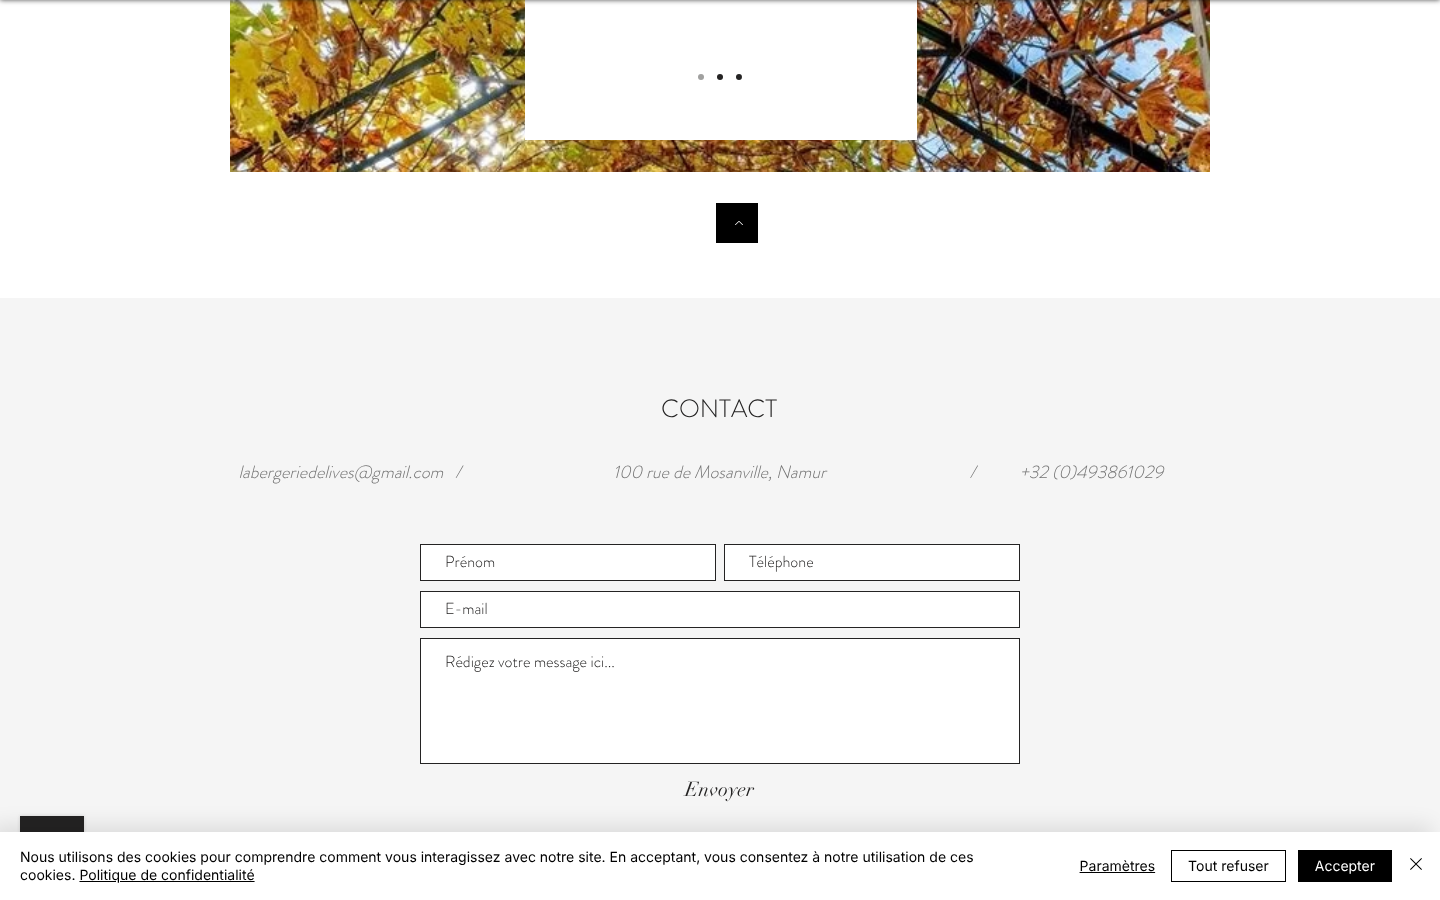 CONTACT
labergeriedelives@gmail.com / 100 rue de Mosanville, Namur / +32 (0)493861029
Prénom Téléphone
E-mail
Rédigez votre message ici...
Envoyer
Nous utilisons des cookies pour comprendre comment vous interagissez avec notre site. En acceptant, vous consentez à notre utilisation de ces
cookies. Politique de confidentialité
Paramètres Tout refuser Accepter